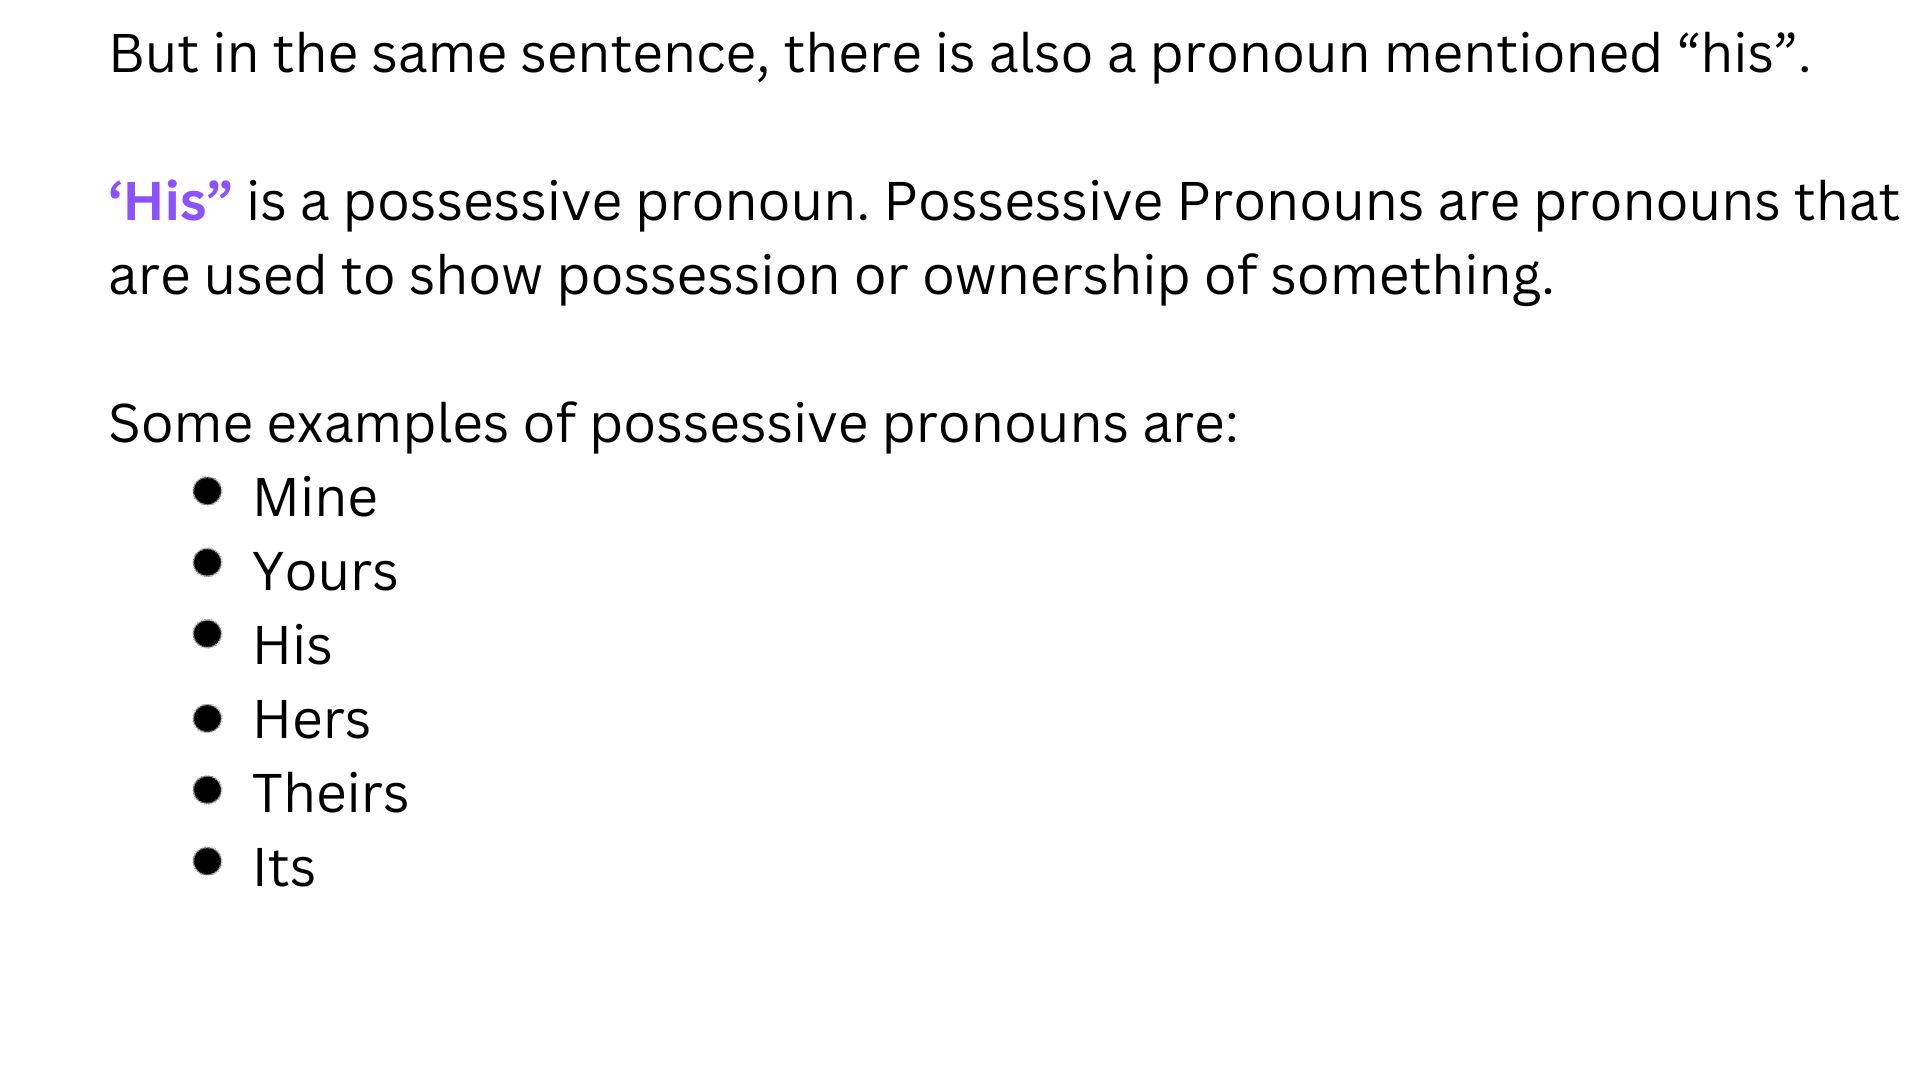 But in the same sentence, there is also a pronoun mentioned “his”.
‘His” is a possessive pronoun. Possessive Pronouns are pronouns that
are used to show possession or ownership of something.
Some examples of possessive pronouns are:
● Mine
● Yours
● His
● Hers
● Theirs
● Its